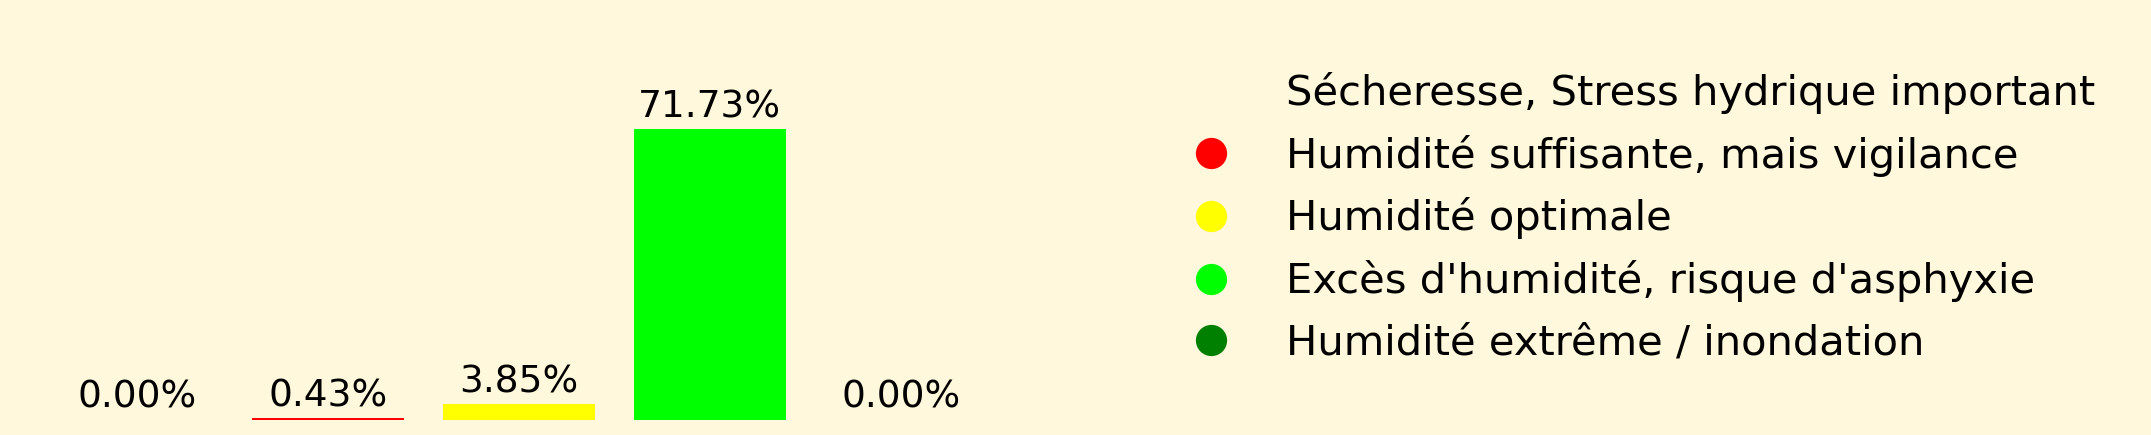 71.73%
3.85%
0.00%
0.43%
0.00%
Sécheresse, Stress hydrique important
Humidité suffisante, mais vigilance
Humidité optimale
Excès d'humidité, risque d'asphyxie
Humidité extrême / inondation